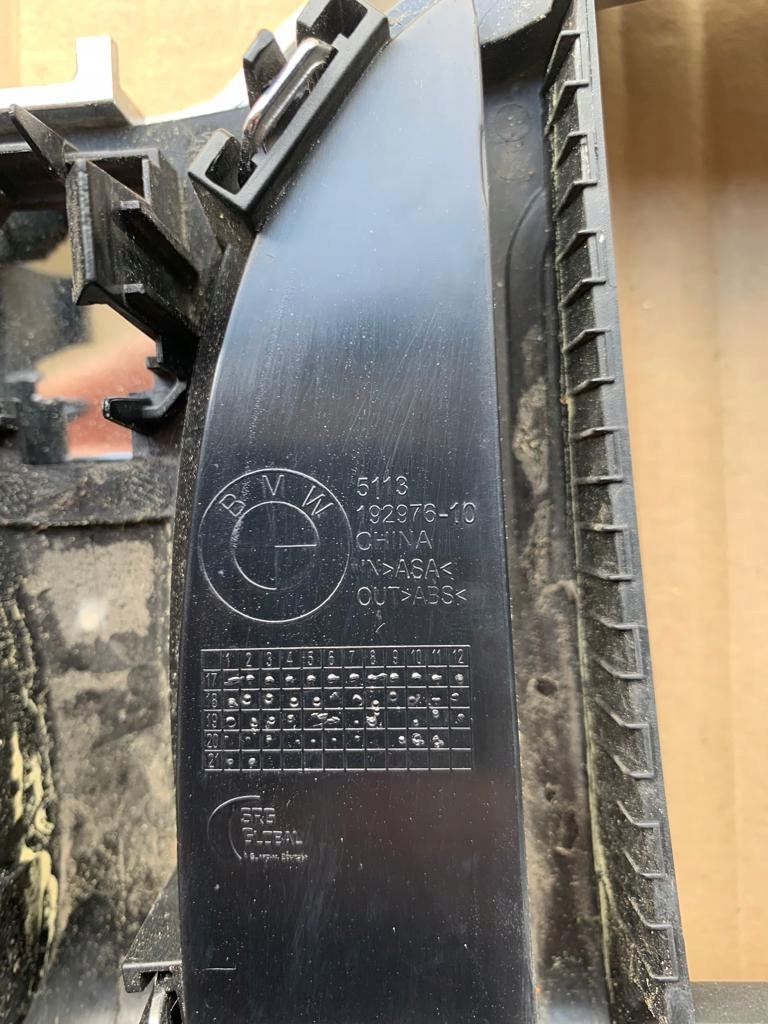 BMW
5113
192976-10
CHINA
IN>ASA<
OUT>ABS<
1 2 3 4 5 6 7 8 9 10 11 12
17
18
19
20
21
SRG
GLOBAL